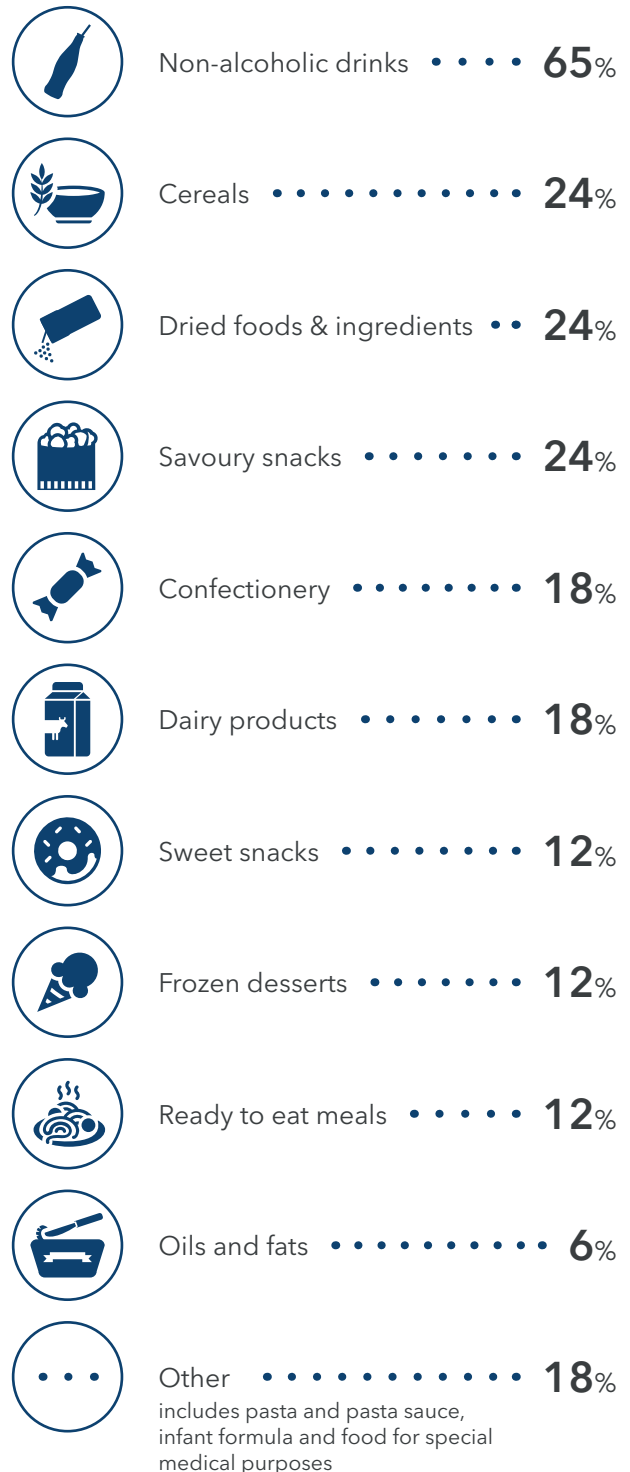 Non-alcoholic drinks •••• 65%
Cereals ••••••••••• 24%
Dried foods & ingredients •• 24%
Savoury snacks ••••••• 24%
Confectionery •••••••• 18%
Dairy products ••••••• 18%
Sweet snacks •••••••• 12%
Frozen desserts ••••••• 12%
Ready to eat meals ••••• 12%
Oils and fats •••••••••• 6%
Other ••••••••••• 18%
includes pasta and pasta sauce,
infant formula and food for special
medical purposes